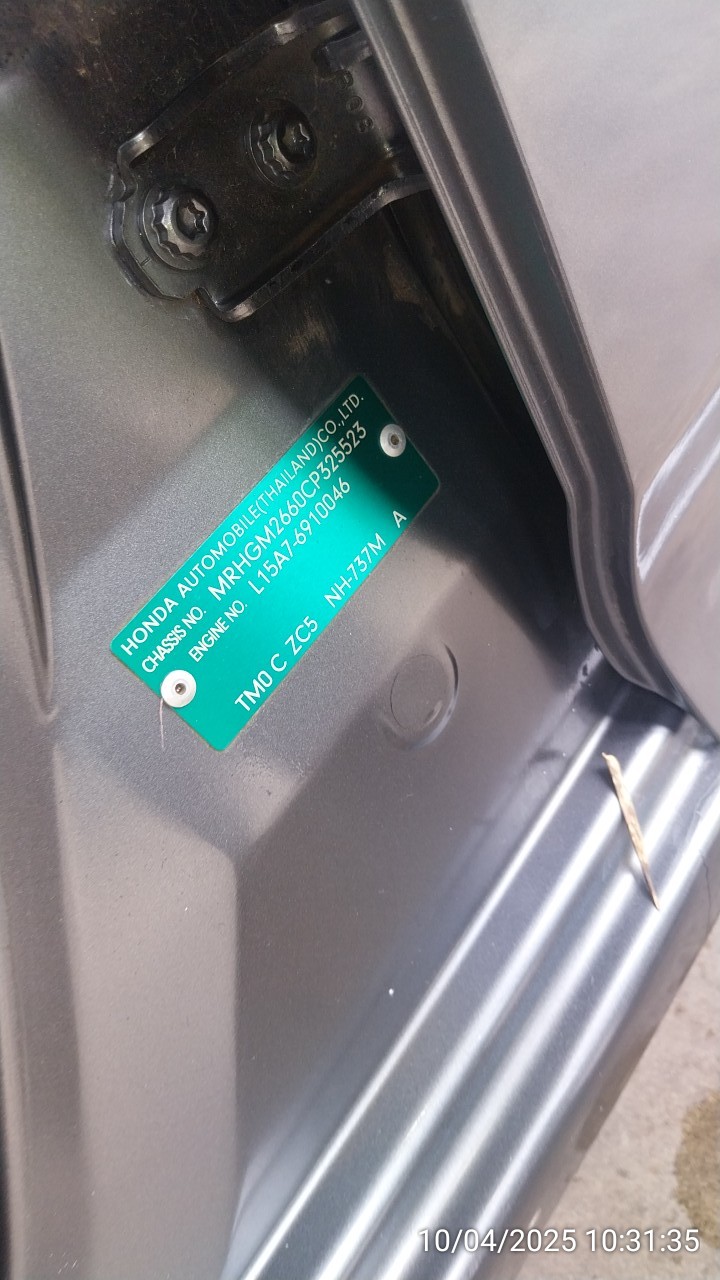 HONDA AUTOMOBILE(THAILAND)CO.,LTD.
CHASSIS NO. MRHGM2660CP325523
ENGINE NO. L15A7-6910046
TM0 C ZC5 NH-737M A
10/04/2025 10:31:35